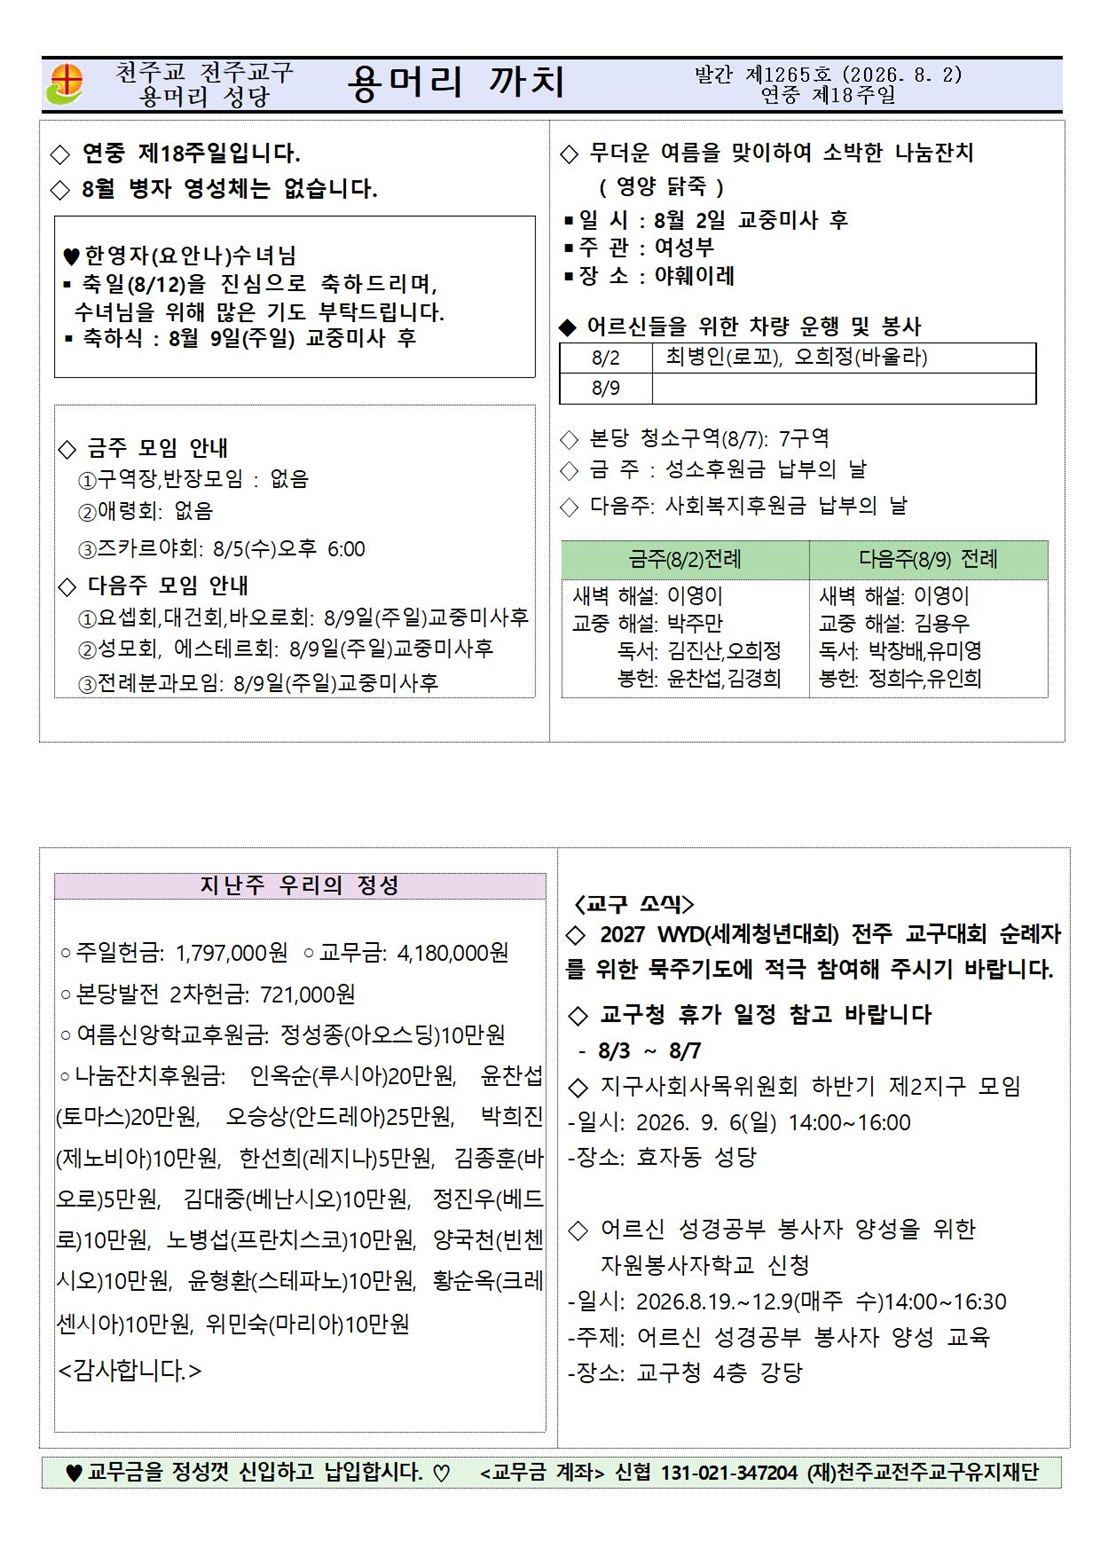 천주교 전주교구
용머리 성당
용머리 까치
발간 제1265호 (2026. 8. 2)
연중 제18주일
◇ 연중 제18주일입니다.
◇ 8월 병자 영성체는 없습니다.
♥한영자(요안나)수녀님
▪ 축일(8/12)을 진심으로 축하드리며,
수녀님을 위해 많은 기도 부탁드립니다.
▪ 축하식 : 8월 9일(주일) 교중미사 후
◇ 금주 모임 안내
①구역장,반장모임 : 없음
②애령회: 없음
③즈카르야회: 8/5(수)오후 6:00
◇ 다음주 모임 안내
①요셉회,대건회,바오로회: 8/9일(주일)교중미사후
②성모회, 에스테르회: 8/9일(주일)교중미사후
③전례분과모임: 8/9일(주일)교중미사후
◇ 무더운 여름을 맞이하여 소박한 나눔잔치
( 영양 닭죽 )
▪일 시 : 8월 2일 교중미사 후
▪주 관 : 여성부
▪장 소 : 야훼이레
◆ 어르신들을 위한 차량 운행 및 봉사
8/2 최병인(로꼬), 오희정(바울라)
8/9
◇ 본당 청소구역(8/7): 7구역
◇ 금 주 : 성소후원금 납부의 날
◇ 다음주: 사회복지후원금 납부의 날
금주(8/2)전례
새벽 해설: 이영이
교중 해설: 박주만
독서: 김진산,오희정
봉헌: 윤찬섭,김경희
다음주(8/9) 전례
새벽 해설: 이영이
교중 해설: 김용우
독서: 박창배,유미영
봉헌: 정희수,유인희
지난주 우리의 정성
○주일헌금: 1,797,000원 ○교무금: 4,180,000원
○본당발전 2차헌금: 721,000원
○여름신앙학교후원금: 정성종(아오스딩)10만원
○나눔잔치후원금: 인옥순(루시아)20만원, 윤찬섭
(토마스)20만원, 오승상(안드레아)25만원, 박희진
(제노비아)10만원, 한선희(레지나)5만원, 김종훈(바
오로)5만원, 김대중(베난시오)10만원, 정진우(베드
로)10만원, 노병섭(프란치스코)10만원, 양국천(빈첸
시오)10만원, 윤형환(스테파노)10만원, 황순옥(크레
센시아)10만원, 위민숙(마리아)10만원
<감사합니다.>
<교구 소식>
◇ 2027 WYD(세계청년대회) 전주 교구대회 순례자
를 위한 묵주기도에 적극 참여해 주시기 바랍니다.
◇ 교구청 휴가 일정 참고 바랍니다
- 8/3 ~ 8/7
◇ 지구사회사목위원회 하반기 제2지구 모임
-일시: 2026. 9. 6(일) 14:00~16:00
-장소: 효자동 성당
◇ 어르신 성경공부 봉사자 양성을 위한
자원봉사자학교 신청
-일시: 2026.8.19.~12.9(매주 수)14:00~16:30
-주제: 어르신 성경공부 봉사자 양성 교육
-장소: 교구청 4층 강당
♥교무금을 정성껏 신입하고 납입합시다. ♡ <교무금 계좌> 신협 131-021-347204 (재)천주교전주교구유지재단